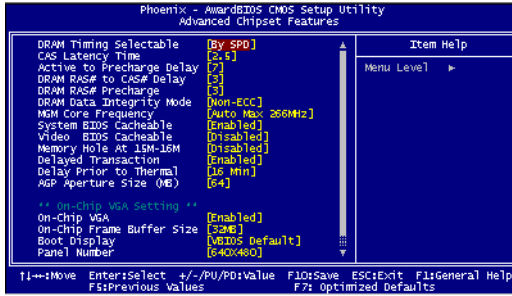 Phoenix - AwardBIOS CMOS Setup Utility
Advanced Chipset Features
DRAM Timing Selectable [By SPD]
CAS Latency Time [2.5]
Active to Precharge Delay [7]
DRAM RAS# to CAS# Delay [3]
DRAM RAS# Precharge [3]
DRAM Data Integrity Mode [Non-ECC]
MGM Core Frequency [Auto Max 266MHz]
System BIOS Cacheable [Enabled]
Video BIOS Cacheable [Disabled]
Memory Hole At 15M-16M [Disabled]
Delayed Transaction [Enabled]
Delay Prior to Thermal [16 Min]
AGP Aperture Size (MB) [64]
** On-Chip VGA Setting **
On-Chip VGA [Enabled]
On-Chip Frame Buffer Size [32MB]
Boot Display [VBIOS Default]
Panel Number [640X480]
Item Help
Menu Level ►
↑↓→←:Move Enter:Select +/-/PU/PD:Value F10:Save ESC:Exit F1:General Help
F5:Previous Values F7: Optimized Defaults